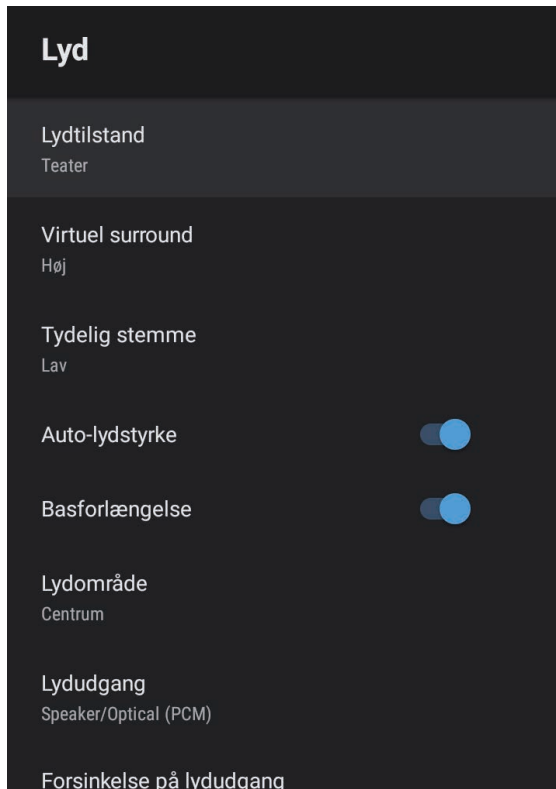 Lyd
Lydtilstand
Teater
Virtuel surround
Høj
Tydelig stemme
Lav
Auto-lydstyrke
Basforlængelse
Lydområde
Centrum
Lydudgang
Speaker/Optical (PCM)
Forsinkelse på lydudgang